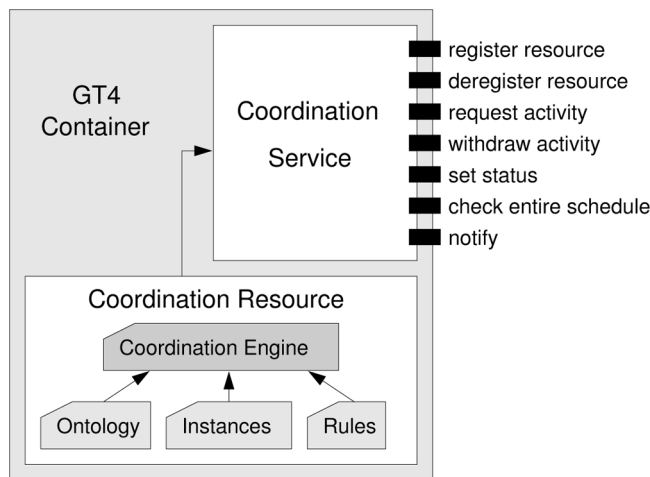 GT4
Container
Coordination
Service
register resource
deregister resource
request activity
withdraw activity
set status
check entire schedule
notify
Coordination Resource
Coordination Engine
Ontology
Instances
Rules